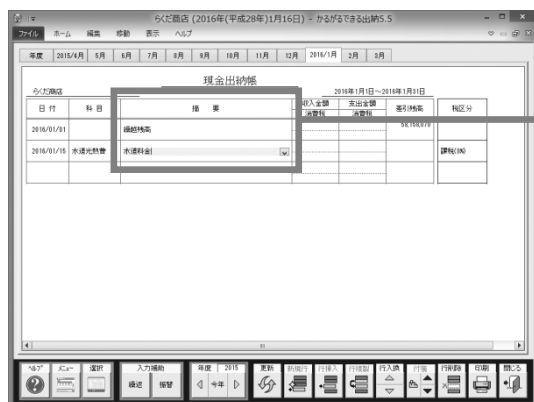 らくだ商店 (2016年(平成28年)1月16日) - かるがるできる出納5.5
ファイル ホーム 編集 移動 表示 ヘルプ
年度 2015/4月 5月 6月 7月 8月 9月 10月 11月 12月 2016/1月 2月 3月
現金出納帳
らくだ商店 2016年1月1日～2016年1月31日
日付 科目 摘要 収入金額 支出金額 差引残高 税区分
消費税 消費税
2016/01/01 繰越残高 58,158,070
2016/01/15 水道光熱費 水道料金 課税(8%)
ヘルプ メニュー 選択 入力補助 年度 2015 更新 新規行 行挿入 行複製 行入換 付箋 行削除 印刷 閉じる
繰返 振替 今年